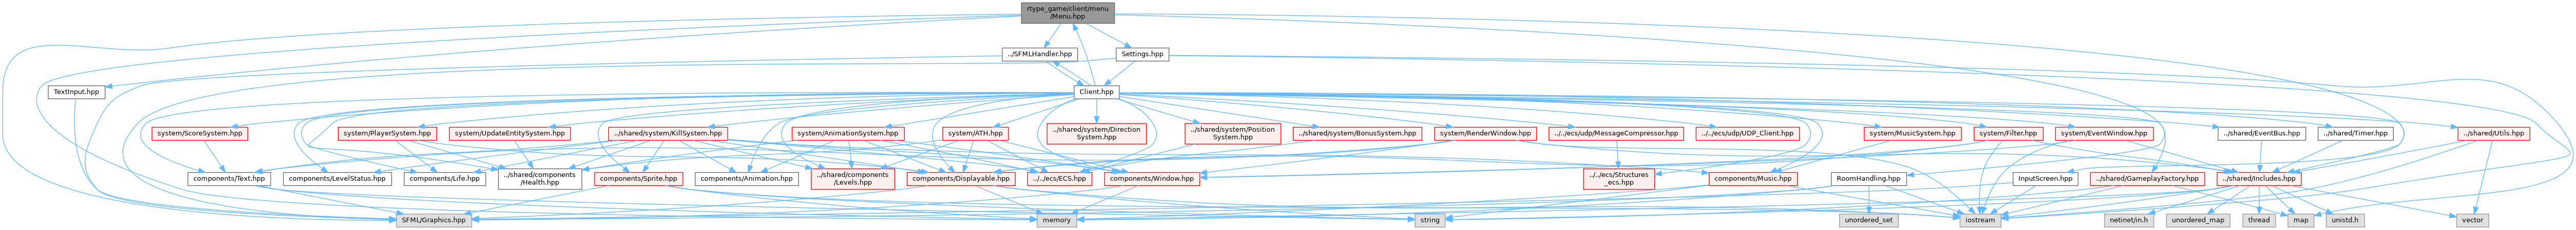 rtype_game/client/menu
/Menu.hpp
../SFMLHandler.hpp
Settings.hpp
TextInput.hpp
Client.hpp
system/ScoreSystem.hpp
system/PlayerSystem.hpp
system/UpdateEntitySystem.hpp
../shared/system/KillSystem.hpp
system/AnimationSystem.hpp
system/ATH.hpp
../shared/system/Direction
System.hpp
../shared/system/Position
System.hpp
../shared/system/BonusSystem.hpp
system/RenderWindow.hpp
../../ecs/udp/MessageCompressor.hpp
../../ecs/udp/UDP_Client.hpp
system/MusicSystem.hpp
system/Filter.hpp
system/EventWindow.hpp
../shared/EventBus.hpp
../shared/Timer.hpp
../shared/Utils.hpp
components/Text.hpp
components/LevelStatus.hpp
components/Life.hpp
../shared/components
/Health.hpp
components/Sprite.hpp
components/Animation.hpp
../shared/components
/Levels.hpp
components/Displayable.hpp
../../ecs/ECS.hpp
components/Window.hpp
../../ecs/Structures
_ecs.hpp
components/Music.hpp
RoomHandling.hpp
InputScreen.hpp
../shared/GameplayFactory.hpp
../shared/Includes.hpp
SFML/Graphics.hpp
memory
string
unordered_set
iostream
netinet/in.h
unordered_map
thread
map
unistd.h
vector